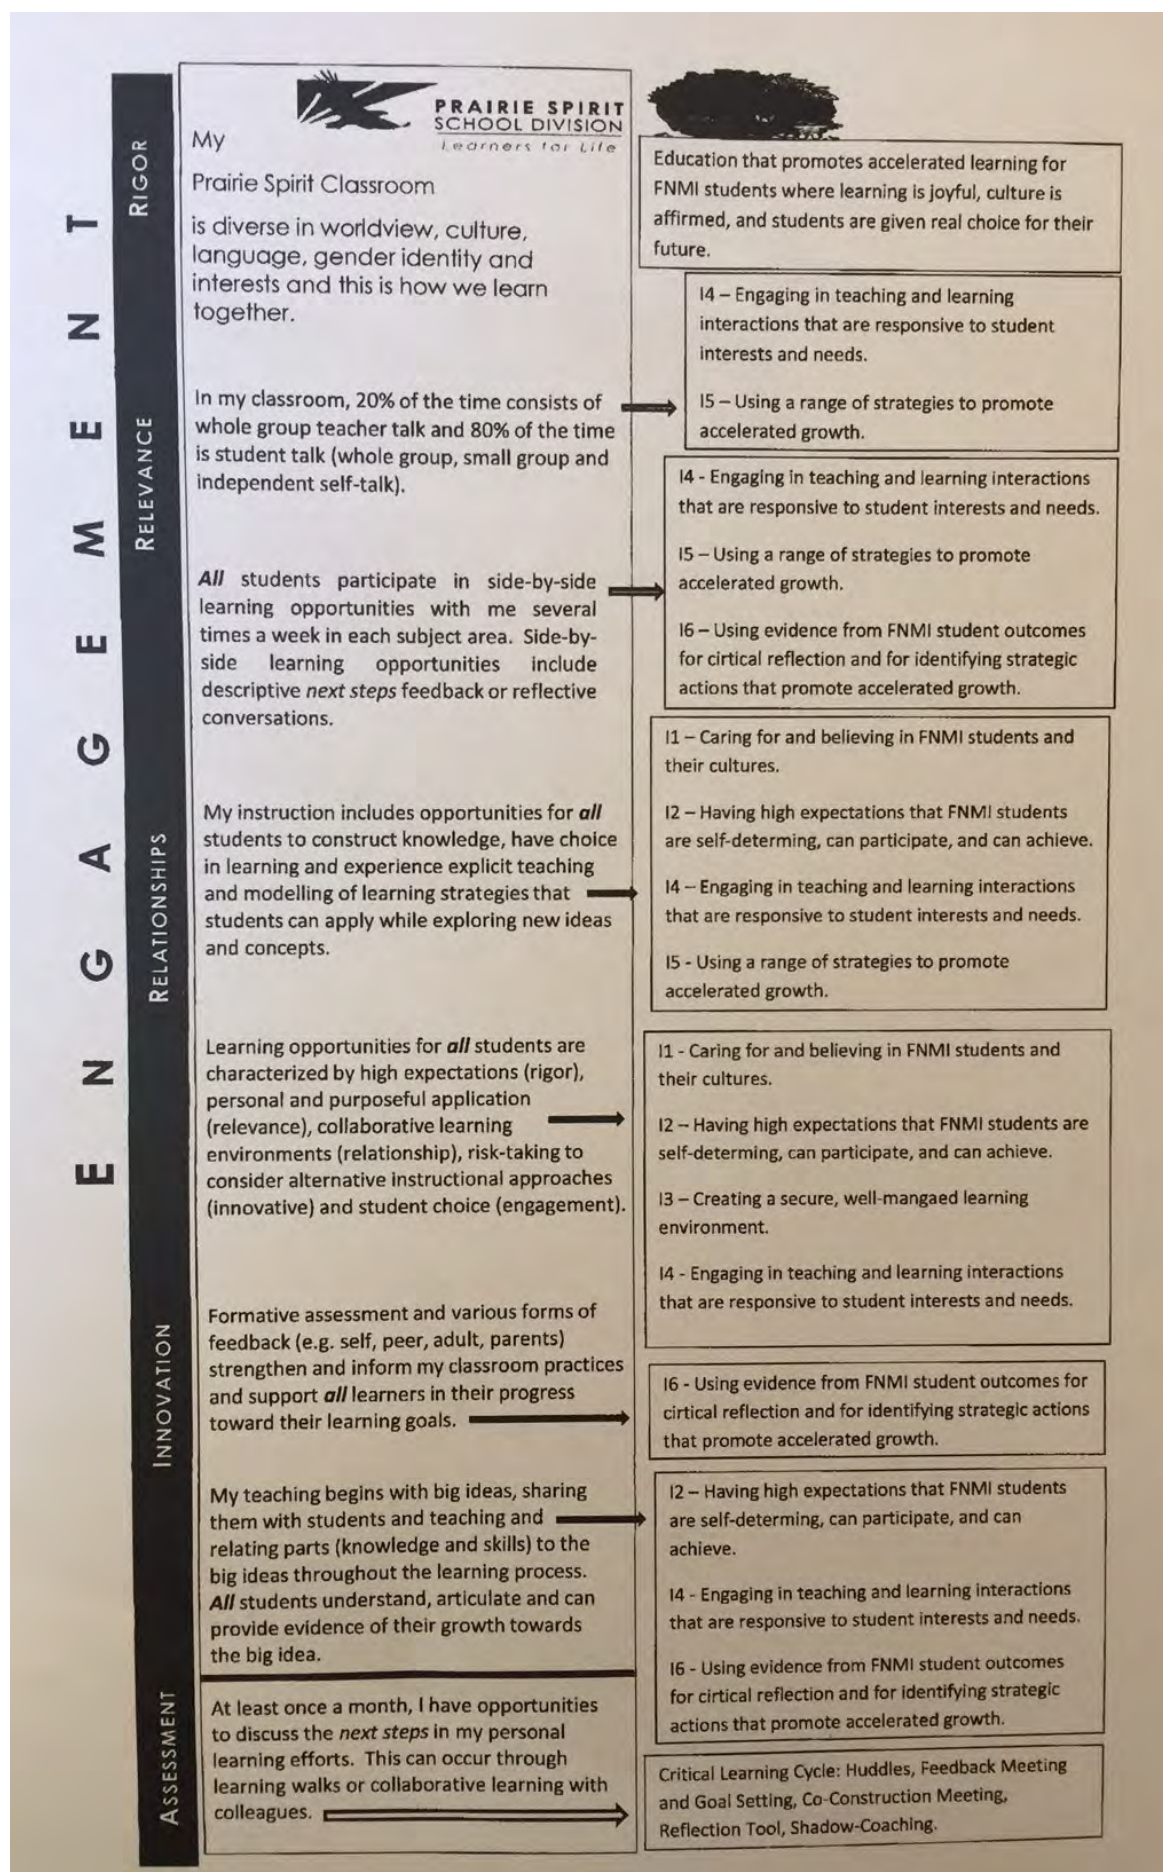 ENGAGEMENT
RIGOR
RELEVANCE
RELATIONSHIPS
INNOVATION
ASSESSMENT
PRAIRIE SPIRIT
SCHOOL DIVISION
Learners for Life
My
Prairie Spirit Classroom
is diverse in worldview, culture,
language, gender identity and
interests and this is how we learn
together.
In my classroom, 20% of the time consists of
whole group teacher talk and 80% of the time
is student talk (whole group, small group and
independent self-talk).
All students participate in side-by-side
learning opportunities with me several
times a week in each subject area. Side-by-
side learning opportunities include
descriptive next steps feedback or reflective
conversations.
My instruction includes opportunities for all
students to construct knowledge, have choice
in learning and experience explicit teaching
and modelling of learning strategies that
students can apply while exploring new ideas
and concepts.
Learning opportunities for all students are
characterized by high expectations (rigor),
personal and purposeful application
(relevance), collaborative learning
environments (relationship), risk-taking to
consider alternative instructional approaches
(innovative) and student choice (engagement).
Formative assessment and various forms of
feedback (e.g. self, peer, adult, parents)
strengthen and inform my classroom practices
and support all learners in their progress
toward their learning goals.
My teaching begins with big ideas, sharing
them with students and teaching and
relating parts (knowledge and skills) to the
big ideas throughout the learning process.
All students understand, articulate and can
provide evidence of their growth towards
the big idea.
At least once a month, I have opportunities
to discuss the next steps in my personal
learning efforts. This can occur through
learning walks or collaborative learning with
colleagues.
Education that promotes accelerated learning for
FNMI students where learning is joyful, culture is
affirmed, and students are given real choice for their
future.
I4 – Engaging in teaching and learning
interactions that are responsive to student
interests and needs.
I5 – Using a range of strategies to promote
accelerated growth.
I4 - Engaging in teaching and learning interactions
that are responsive to student interests and needs.
I5 – Using a range of strategies to promote
accelerated growth.
I6 – Using evidence from FNMI student outcomes
for cirtical reflection and for identifying strategic
actions that promote accelerated growth.
I1 – Caring for and believing in FNMI students and
their cultures.
I2 – Having high expectations that FNMI students
are self-determing, can participate, and can achieve.
I4 – Engaging in teaching and learning interactions
that are responsive to student interests and needs.
I5 - Using a range of strategies to promote
accelerated growth.
I1 - Caring for and believing in FNMI students and
their cultures.
I2 – Having high expectations that FNMI students are
self-determing, can participate, and can achieve.
I3 – Creating a secure, well-mangaed learning
environment.
I4 - Engaging in teaching and learning interactions
that are responsive to student interests and needs.
I6 - Using evidence from FNMI student outcomes for
cirtical reflection and for identifying strategic actions
that promote accelerated growth.
I2 – Having high expectations that FNMI students
are self-determing, can participate, and can
achieve.
I4 - Engaging in teaching and learning interactions
that are responsive to student interests and needs.
I6 - Using evidence from FNMI student outcomes
for cirtical reflection and for identifying strategic
actions that promote accelerated growth.
Critical Learning Cycle: Huddles, Feedback Meeting
and Goal Setting, Co-Construction Meeting,
Reflection Tool, Shadow-Coaching.